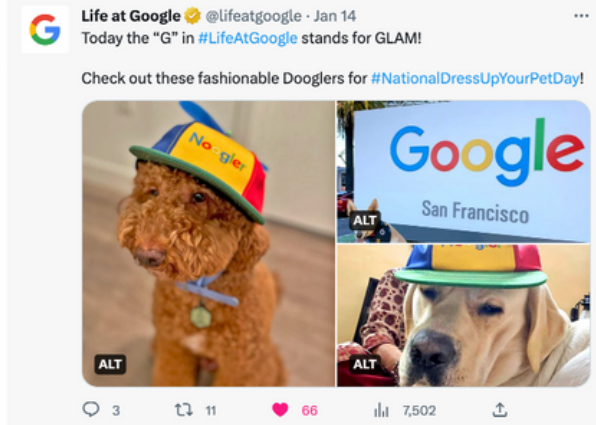 Life at Google @lifeatgoogle · Jan 14
Today the “G” in #LifeAtGoogle stands for GLAM!
Check out these fashionable Dooglers for #NationalDressUpYourPetDay!
Noogler
Google
San Francisco
ALT
ALT
ALT
3 11 66 7,502